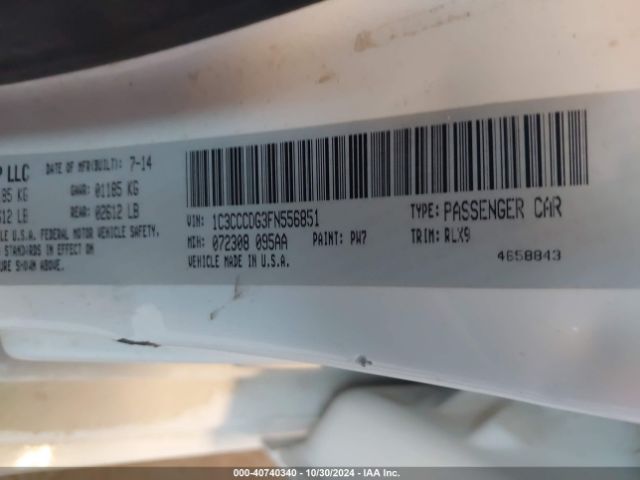 P LLC DATE OF MFR(BUILT): 7-14
185 KG GAWR: 01185 KG
612 LB REAR: 02612 LB
LE U.S.A. FEDERAL MOTOR VEHICLE SAFETY,
STANDARDS IN EFFECT ON
URE SHOWN ABOVE.
VIN: 1C3CCCDG3FN556851 TYPE: PASSENGER CAR
MDH: 072308 095AA PAINT: PW7 TRIM: RLX9
VEHICLE MADE IN U.S.A. 4658843
000-40740340 - 10/30/2024 - IAA Inc.